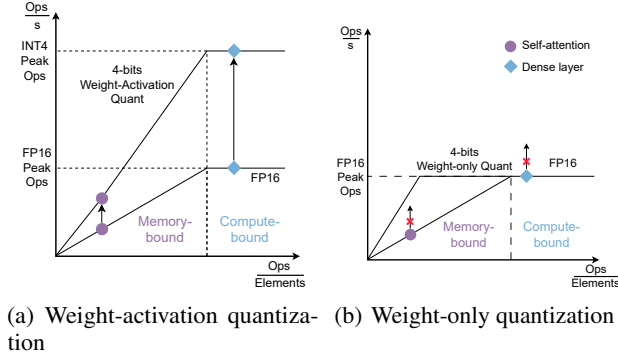 Ops
s
INT4
Peak
Ops
4-bits
Weight-Activation
Quant
FP16
Peak
Ops
FP16
Memory-
bound
Compute-
bound
Ops
Elements
(a) Weight-activation quantiza-
tion
Ops
s
Self-attention
Dense layer
4-bits
Weight-only Quant
FP16
FP16
Peak
Ops
Memory-
bound
Compute-
bound
Ops
Elements
(b) Weight-only quantization